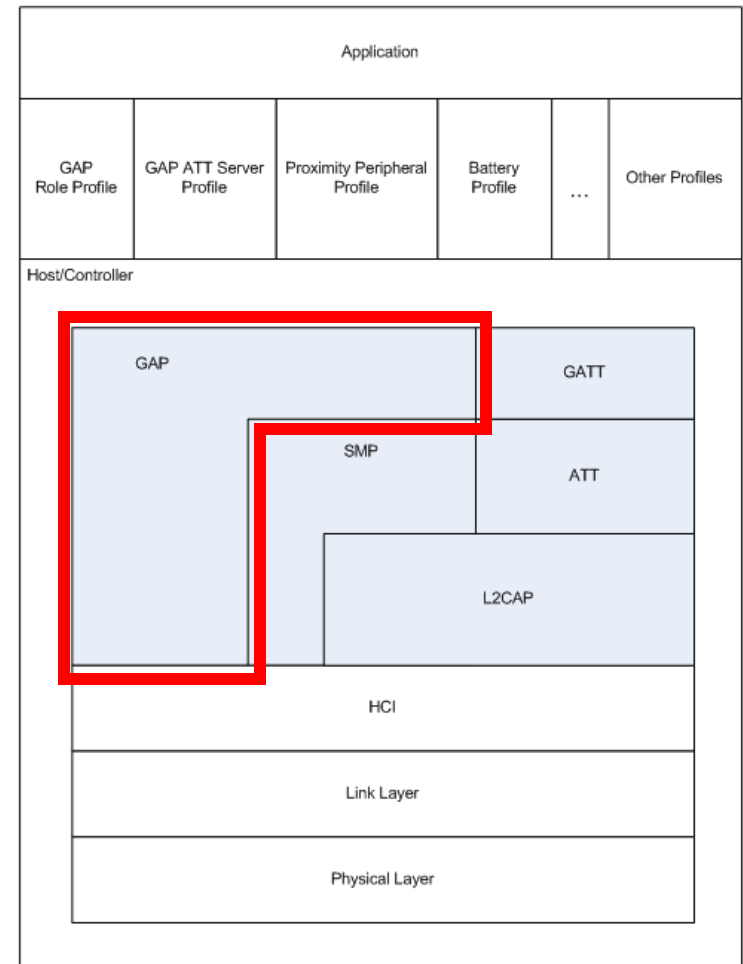 Application
GAP
Role Profile
GAP ATT Server
Profile
Proximity Peripheral
Profile
Battery
Profile
...
Other Profiles
Host/Controller
GAP
GATT
SMP
ATT
L2CAP
HCI
Link Layer
Physical Layer